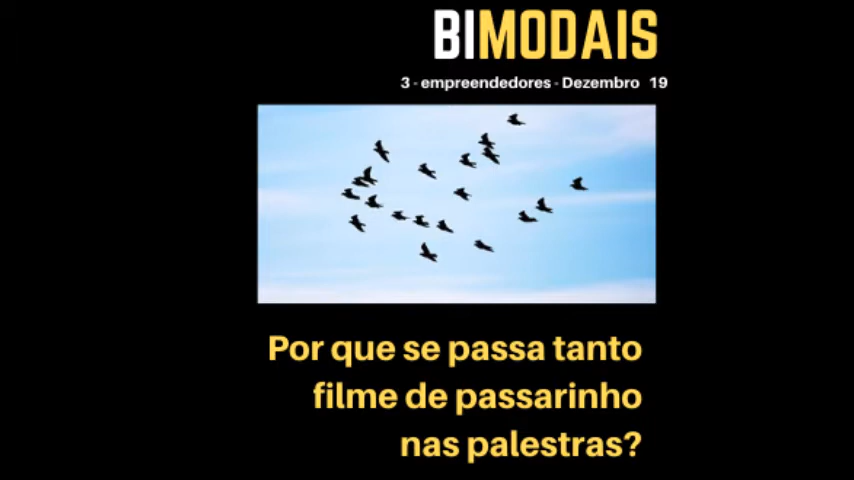 BIMODAIS
3 - empreendedores - Dezembro 19
Por que se passa tanto
filme de passarinho
nas palestras?